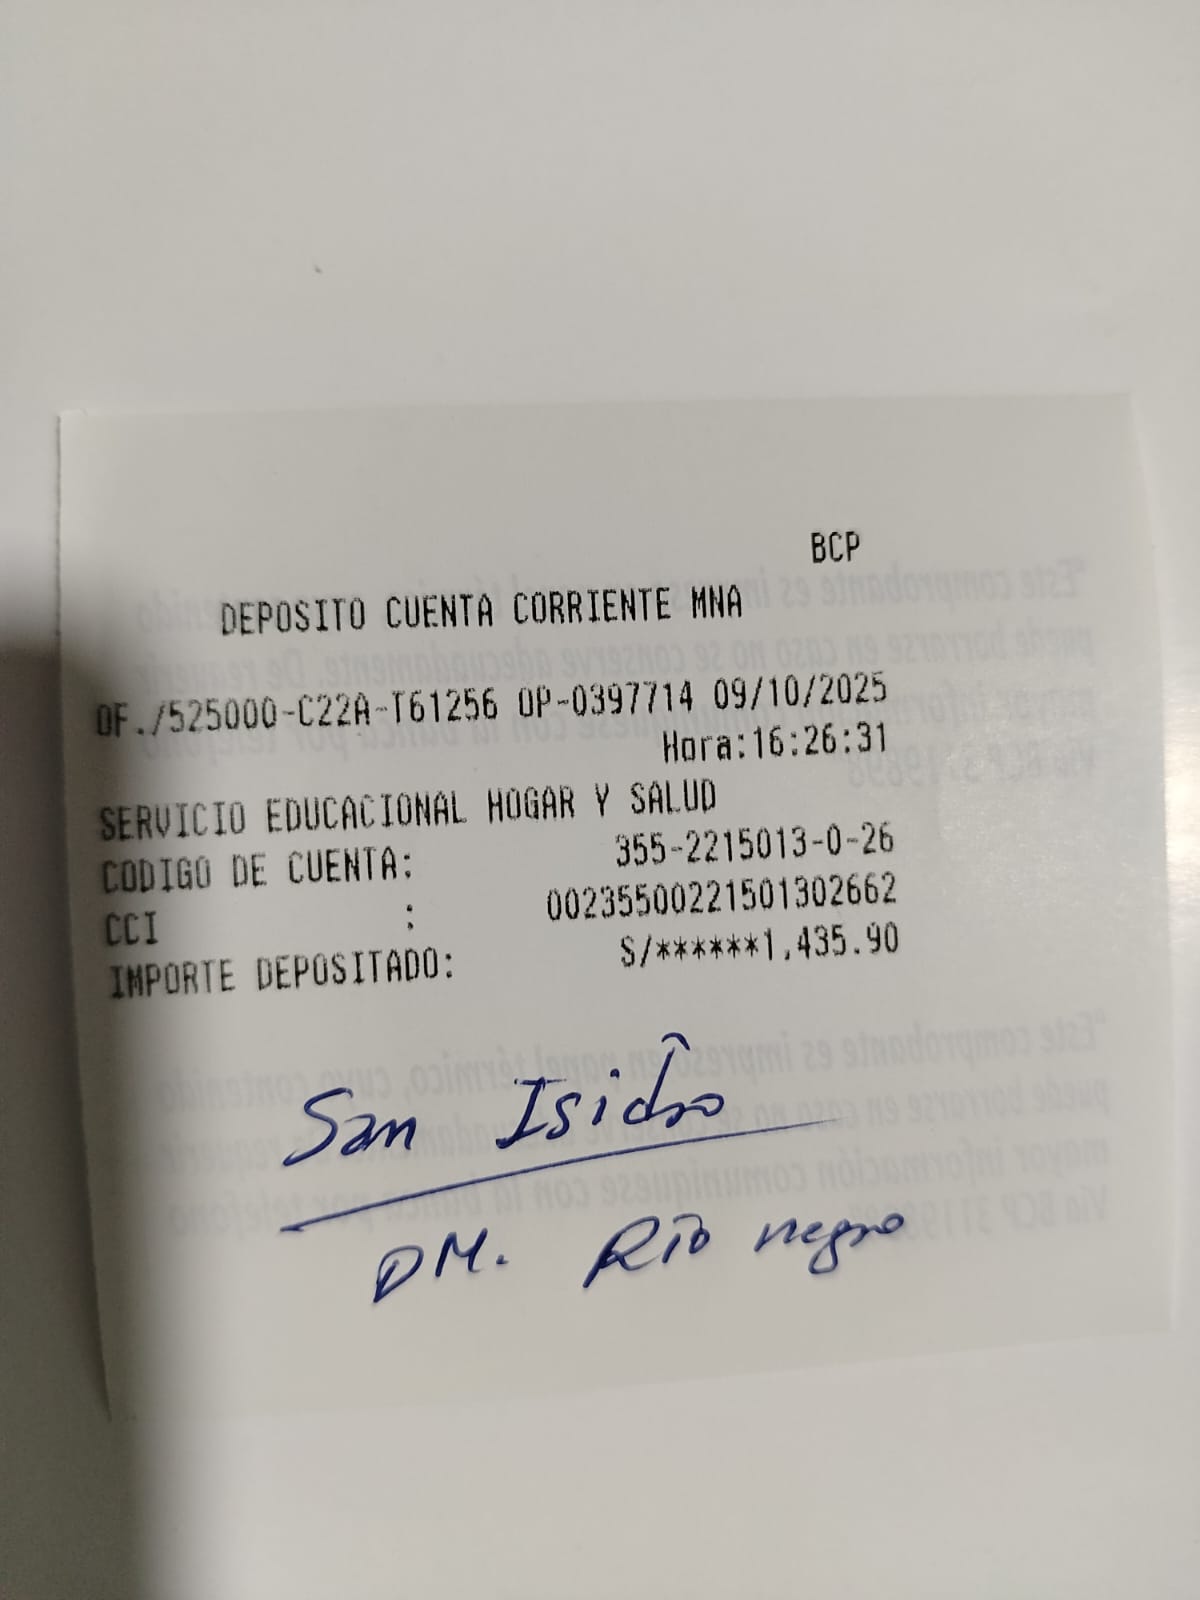 BCP
DEPOSITO CUENTA CORRIENTE MNA
OF./525000-C22A-T61256 OP-0397714 09/10/2025
Hora:16:26:31
SERVICIO EDUCACIONAL HOGAR Y SALUD
CODIGO DE CUENTA: 355-2215013-0-26
CCI : 00235500221501302662
IMPORTE DEPOSITADO: S/******1,435.90
San Isidro
DM. Río negro